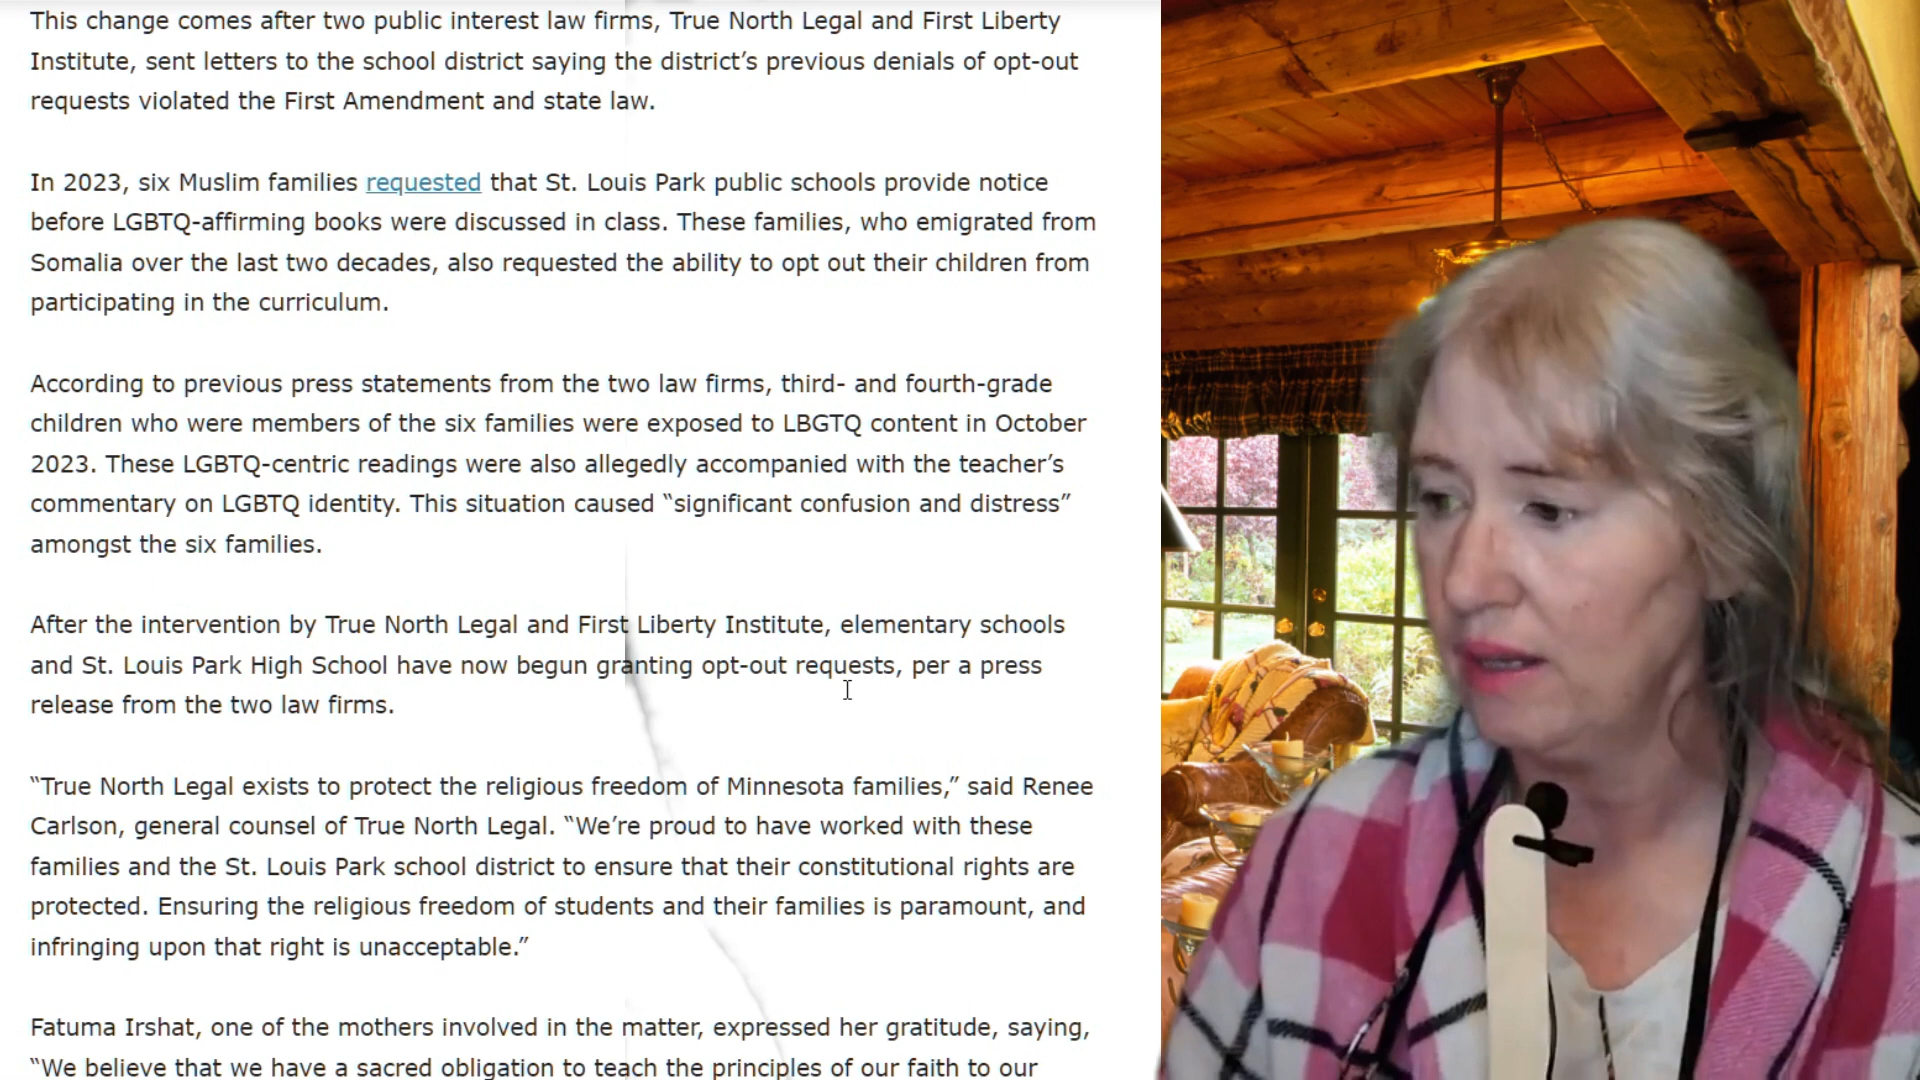 This change comes after two public interest law firms, True North Legal and First Liberty
Institute, sent letters to the school district saying the district’s previous denials of opt-out
requests violated the First Amendment and state law.
In 2023, six Muslim families requested that St. Louis Park public schools provide notice
before LGBTQ-affirming books were discussed in class. These families, who emigrated from
Somalia over the last two decades, also requested the ability to opt out their children from
participating in the curriculum.
According to previous press statements from the two law firms, third- and fourth-grade
children who were members of the six families were exposed to LBGTQ content in October
2023. These LGBTQ-centric readings were also allegedly accompanied with the teacher’s
commentary on LGBTQ identity. This situation caused “significant confusion and distress”
amongst the six families.
After the intervention by True North Legal and First Liberty Institute, elementary schools
and St. Louis Park High School have now begun granting opt-out requests, per a press
release from the two law firms.
“True North Legal exists to protect the religious freedom of Minnesota families,” said Renee
Carlson, general counsel of True North Legal. “We’re proud to have worked with these
families and the St. Louis Park school district to ensure that their constitutional rights are
protected. Ensuring the religious freedom of students and their families is paramount, and
infringing upon that right is unacceptable.”
Fatuma Irshat, one of the mothers involved in the matter, expressed her gratitude, saying,
“We believe that we have a sacred obligation to teach the principles of our faith to our